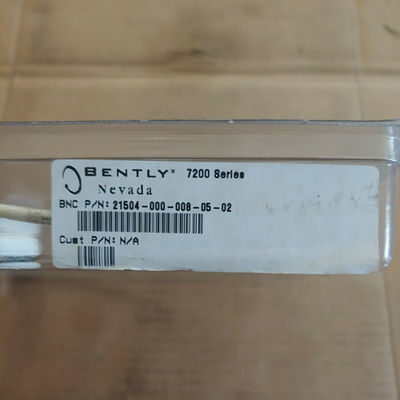 BENTLY® 7200 Series
Nevada
BNC P/N: 21504-000-008-05-02
Cust P/N: N/A